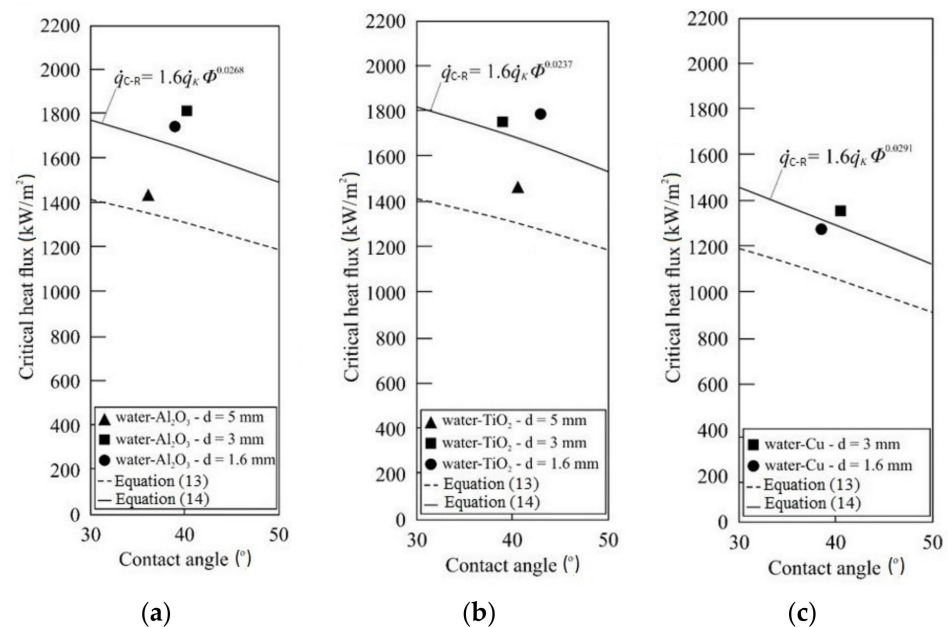 2200
2000
1800
1600
1400
1200
1000
800
600
400
200
0
Critical heat flux (kW/m²)
q̇C-R = 1.6q̇K Φ^0.0268
water-Al₂O₃ - d = 5 mm
water-Al₂O₃ - d = 3 mm
water-Al₂O₃ - d = 1.6 mm
Equation (13)
Equation (14)
30 40 50
Contact angle (°)
(a)
2200
2000
1800
1600
1400
1200
1000
800
600
400
200
0
Critical heat flux (kW/m²)
q̇C-R = 1.6q̇K Φ^0.0237
water-TiO₂ - d = 5 mm
water-TiO₂ - d = 3 mm
water-TiO₂ - d = 1.6 mm
Equation (13)
Equation (14)
30 40 50
Contact angle (°)
(b)
2200
2000
1800
1600
1400
1200
1000
800
600
400
200
0
Critical heat flux (kW/m²)
q̇C-R = 1.6q̇K Φ^0.0291
water-Cu - d = 3 mm
water-Cu - d = 1.6 mm
Equation (13)
Equation (14)
30 40 50
Contact angle (°)
(c)